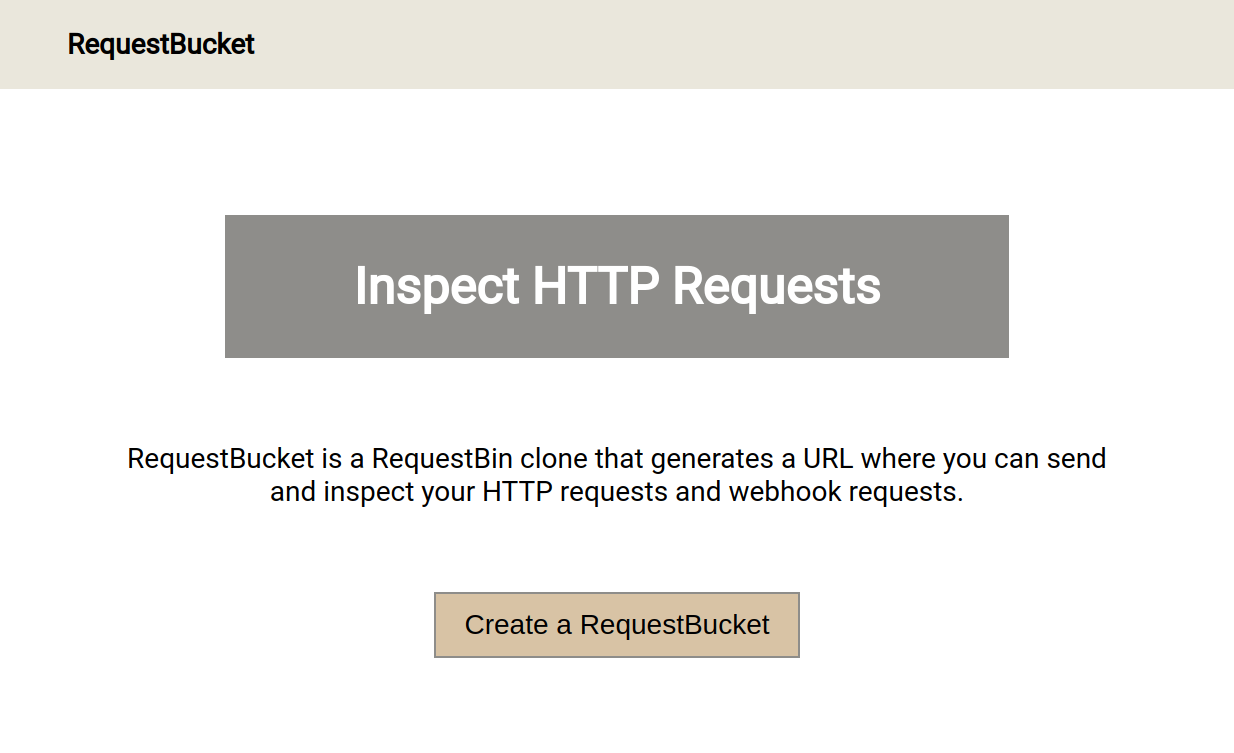 RequestBucket
Inspect HTTP Requests
RequestBucket is a RequestBin clone that generates a URL where you can send
and inspect your HTTP requests and webhook requests.
Create a RequestBucket